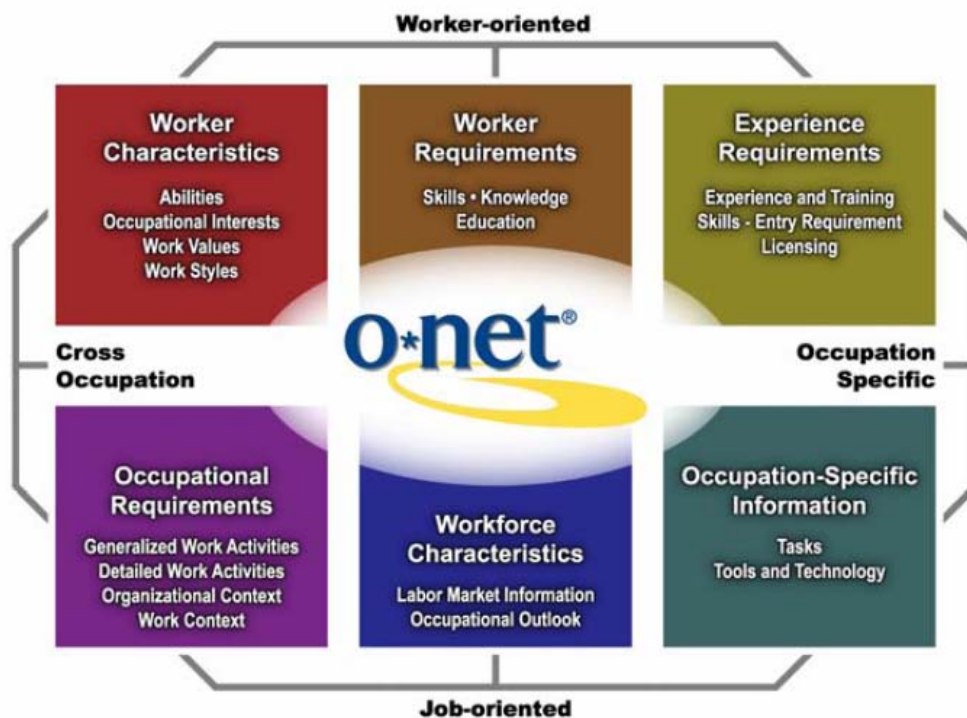 Worker-oriented
Worker
Characteristics
Abilities
Occupational Interests
Work Values
Work Styles
Worker
Requirements
Skills • Knowledge
Education
Experience
Requirements
Experience and Training
Skills - Entry Requirement
Licensing
o*net®
Cross
Occupation
Occupation
Specific
Occupational
Requirements
Generalized Work Activities
Detailed Work Activities
Organizational Context
Work Context
Workforce
Characteristics
Labor Market Information
Occupational Outlook
Occupation-Specific
Information
Tasks
Tools and Technology
Job-oriented